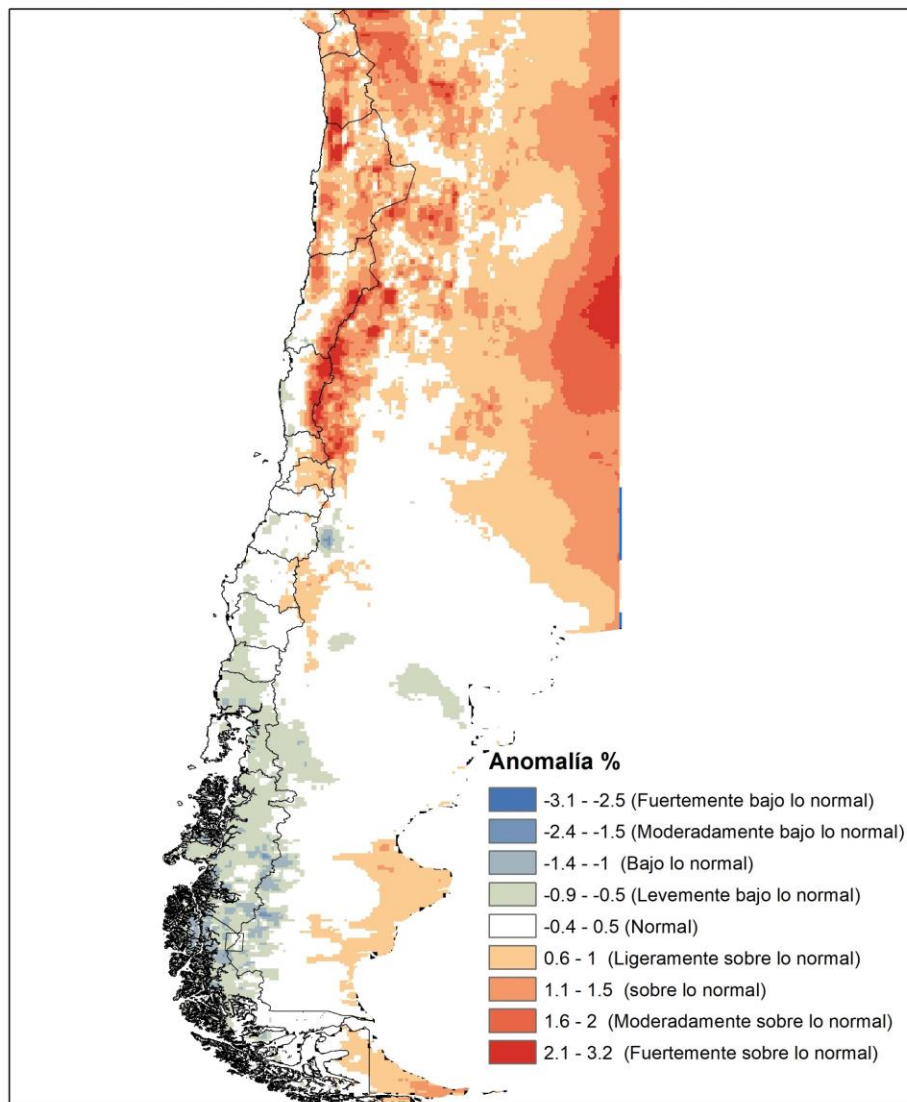 Anomalía %
-3.1 - -2.5 (Fuertemente bajo lo normal)
-2.4 - -1.5 (Moderadamente bajo lo normal)
-1.4 - -1 (Bajo lo normal)
-0.9 - -0.5 (Levemente bajo lo normal)
-0.4 - 0.5 (Normal)
0.6 - 1 (Ligeramente sobre lo normal)
1.1 - 1.5 (sobre lo normal)
1.6 - 2 (Moderadamente sobre lo normal)
2.1 - 3.2 (Fuertemente sobre lo normal)